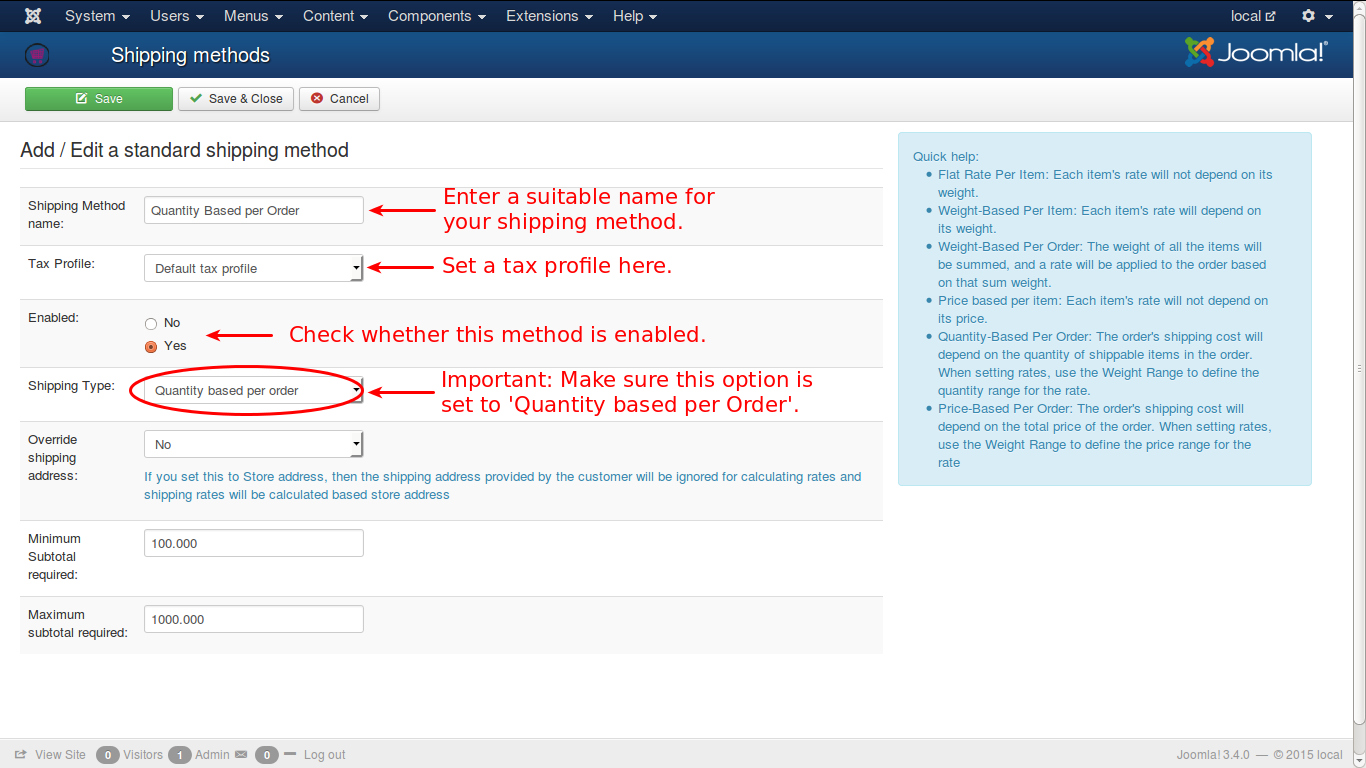 System Users Menus Content Components Extensions Help local
Shipping methods
Joomla!®
Save Save & Close Cancel
Add / Edit a standard shipping method
Shipping Method
name:
Quantity Based per Order
Enter a suitable name for
your shipping method.
Tax Profile:
Default tax profile
Set a tax profile here.
Enabled:
No
Yes
Check whether this method is enabled.
Shipping Type:
Quantity based per order
Important: Make sure this option is
set to 'Quantity based per Order'.
Override
shipping
address:
No
If you set this to Store address, then the shipping address provided by the customer will be ignored for calculating rates and
shipping rates will be calculated based store address
Minimum
Subtotal
required:
100.000
Maximum
subtotal required:
1000.000
Quick help:
Flat Rate Per Item: Each item's rate will not depend on its
weight.
Weight-Based Per Item: Each item's rate will depend on
its weight.
Weight-Based Per Order: The weight of all the items will
be summed, and a rate will be applied to the order based
on that sum weight.
Price based per item: Each item's rate will not depend on
its price.
Quantity-Based Per Order: The order's shipping cost will
depend on the quantity of shippable items in the order.
When setting rates, use the Weight Range to define the
quantity range for the rate.
Price-Based Per Order: The order's shipping cost will
depend on the total price of the order. When setting rates,
use the Weight Range to define the price range for the
rate
View Site 0 Visitors 1 Admin 0 Log out
Joomla! 3.4.0 — © 2015 local